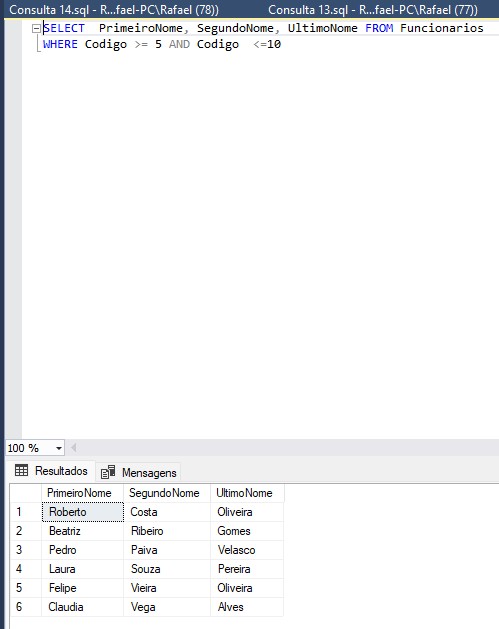 Consulta 14.sql - R...fael-PC\Rafael (78)) Consulta 13.sql - R...fael-PC\Rafael (77))
SELECT PrimeiroNome, SegundoNome, UltimoNome FROM Funcionarios
WHERE Codigo >= 5 AND Codigo <=10
100 %
Resultados Mensagens
PrimeiroNome SegundoNome UltimoNome
1 Roberto Costa Oliveira
2 Beatriz Ribeiro Gomes
3 Pedro Paiva Velasco
4 Laura Souza Pereira
5 Felipe Vieira Oliveira
6 Claudia Vega Alves